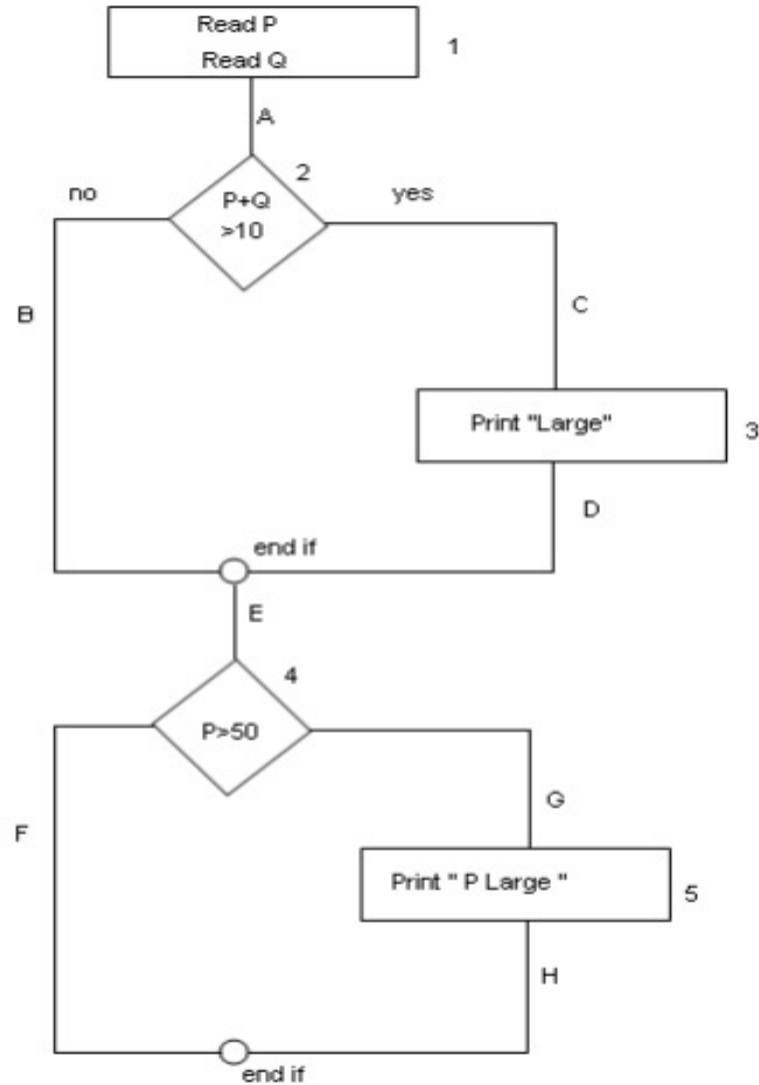 Read P
Read Q
1
A
2
no
P+Q
>10
yes
B
C
Print "Large"
3
D
end if
E
4
P>50
F
G
Print " P Large "
5
H
end if